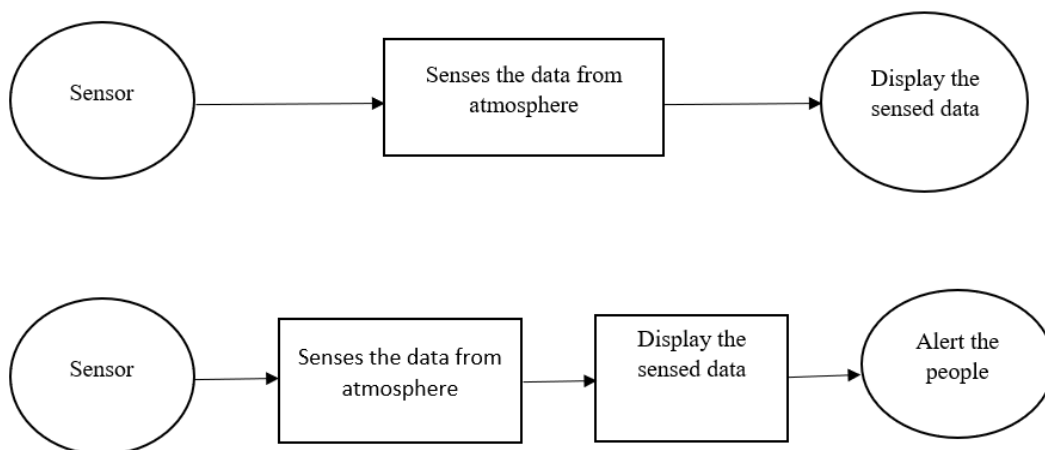 Sensor
Senses the data from
atmosphere
Display the
sensed data
Sensor
Senses the data from
atmosphere
Display the
sensed data
Alert the
people